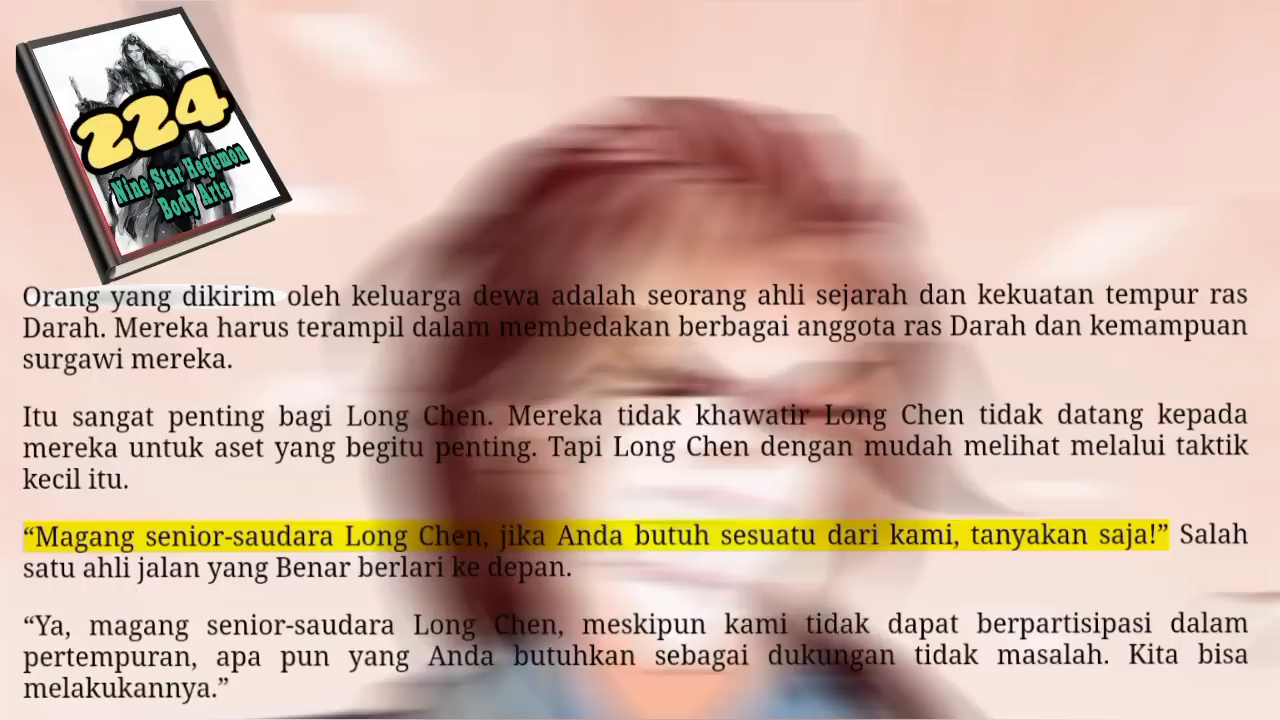 224
Nine Star Hegemon
Body Arts
Orang yang dikirim oleh keluarga dewa adalah seorang ahli sejarah dan kekuatan tempur ras
Darah. Mereka harus terampil dalam membedakan berbagai anggota ras Darah dan kemampuan
surgawi mereka.
Itu sangat penting bagi Long Chen. Mereka tidak khawatir Long Chen tidak datang kepada
mereka untuk aset yang begitu penting. Tapi Long Chen dengan mudah melihat melalui taktik
kecil itu.
“Magang senior-saudara Long Chen, jika Anda butuh sesuatu dari kami, tanyakan saja!” Salah
satu ahli jalan yang Benar berlari ke depan.
“Ya, magang senior-saudara Long Chen, meskipun kami tidak dapat berpartisipasi dalam
pertempuran, apa pun yang Anda butuhkan sebagai dukungan tidak masalah. Kita bisa
melakukannya.”